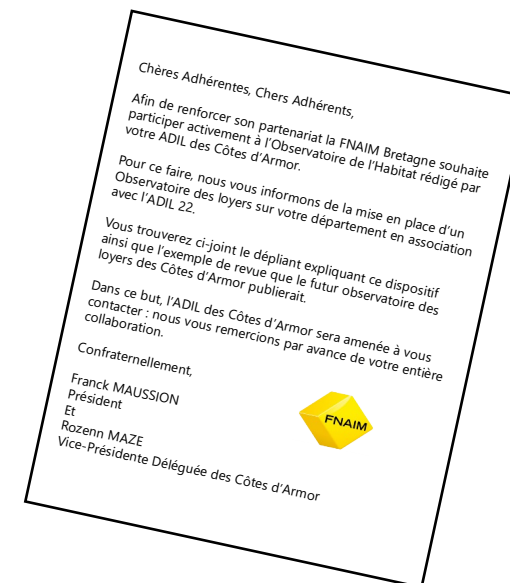 Chères Adhérentes, Chers Adhérents,
Afin de renforcer son partenariat la FNAIM Bretagne souhaite
participer activement à l'Observatoire de l'Habitat rédigé par
votre ADIL des Côtes d'Armor.
Pour ce faire, nous vous informons de la mise en place d'un
Observatoire des loyers sur votre département en association
avec l'ADIL 22.
Vous trouverez ci-joint le dépliant expliquant ce dispositif
ainsi que l'exemple de revue que le futur observatoire des
loyers des Côtes d'Armor publierait.
Dans ce but, l'ADIL des Côtes d'Armor sera amenée à vous
contacter : nous vous remercions par avance de votre entière
collaboration.
Confraternellement,
Franck MAUSSION
Président
Et
Rozenn MAZE
Vice-Présidente Déléguée des Côtes d'Armor
FNAIM